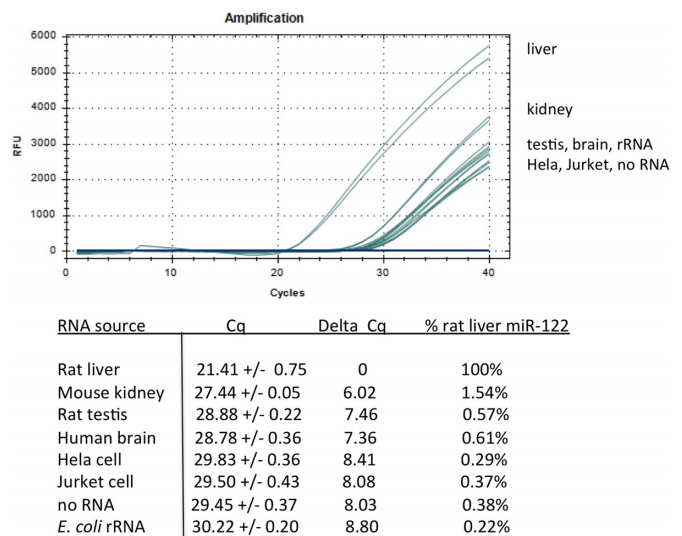 Amplification
6000
5000
4000
3000
2000
1000
0
RFU
0 10 20 30 40
Cycles
liver
kidney
testis, brain, rRNA
Hela, Jurket, no RNA
RNA source Cq Delta Cq % rat liver miR-122
Rat liver 21.41 +/- 0.75 0 100%
Mouse kidney 27.44 +/- 0.05 6.02 1.54%
Rat testis 28.88 +/- 0.22 7.46 0.57%
Human brain 28.78 +/- 0.36 7.36 0.61%
Hela cell 29.83 +/- 0.36 8.41 0.29%
Jurket cell 29.50 +/- 0.43 8.08 0.37%
no RNA 29.45 +/- 0.37 8.03 0.38%
E. coli rRNA 30.22 +/- 0.20 8.80 0.22%